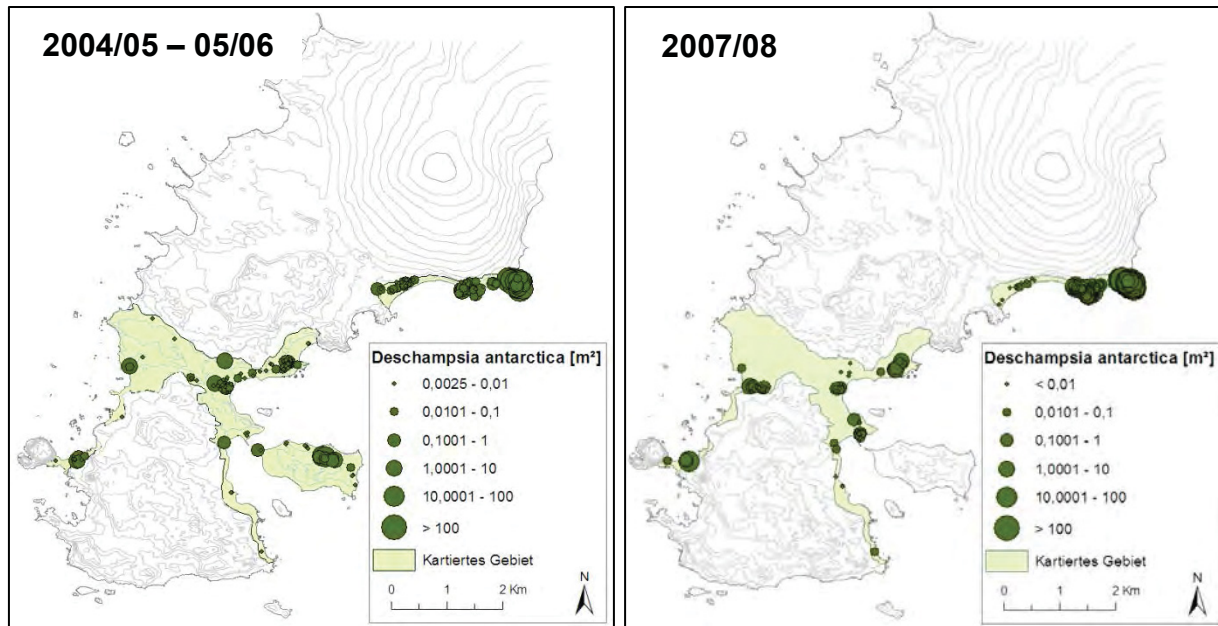 2004/05 – 05/06
Deschampsia antarctica [m²]
0,0025 - 0,01
0,0101 - 0,1
0,1001 - 1
1,0001 - 10
10,0001 - 100
> 100
Kartiertes Gebiet
0 1 2 Km
N
2007/08
Deschampsia antarctica [m²]
< 0,01
0,0101 - 0,1
0,1001 - 1
1,0001 - 10
10,0001 - 100
> 100
Kartiertes Gebiet
0 1 2 Km
N